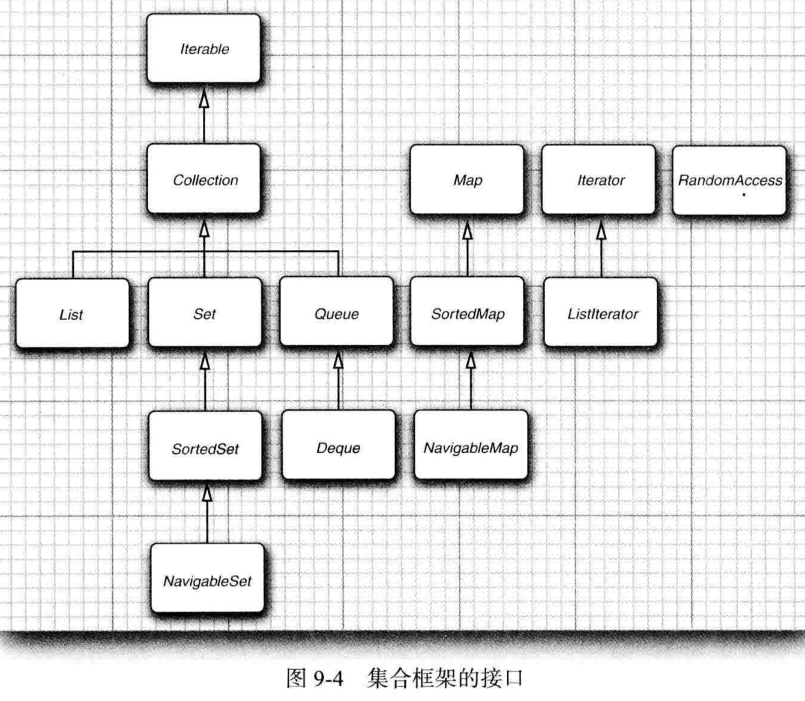 Iterable
Collection
Map
Iterator
RandomAccess
List
Set
Queue
SortedMap
ListIterator
SortedSet
Deque
NavigableMap
NavigableSet
图 9-4 集合框架的接口